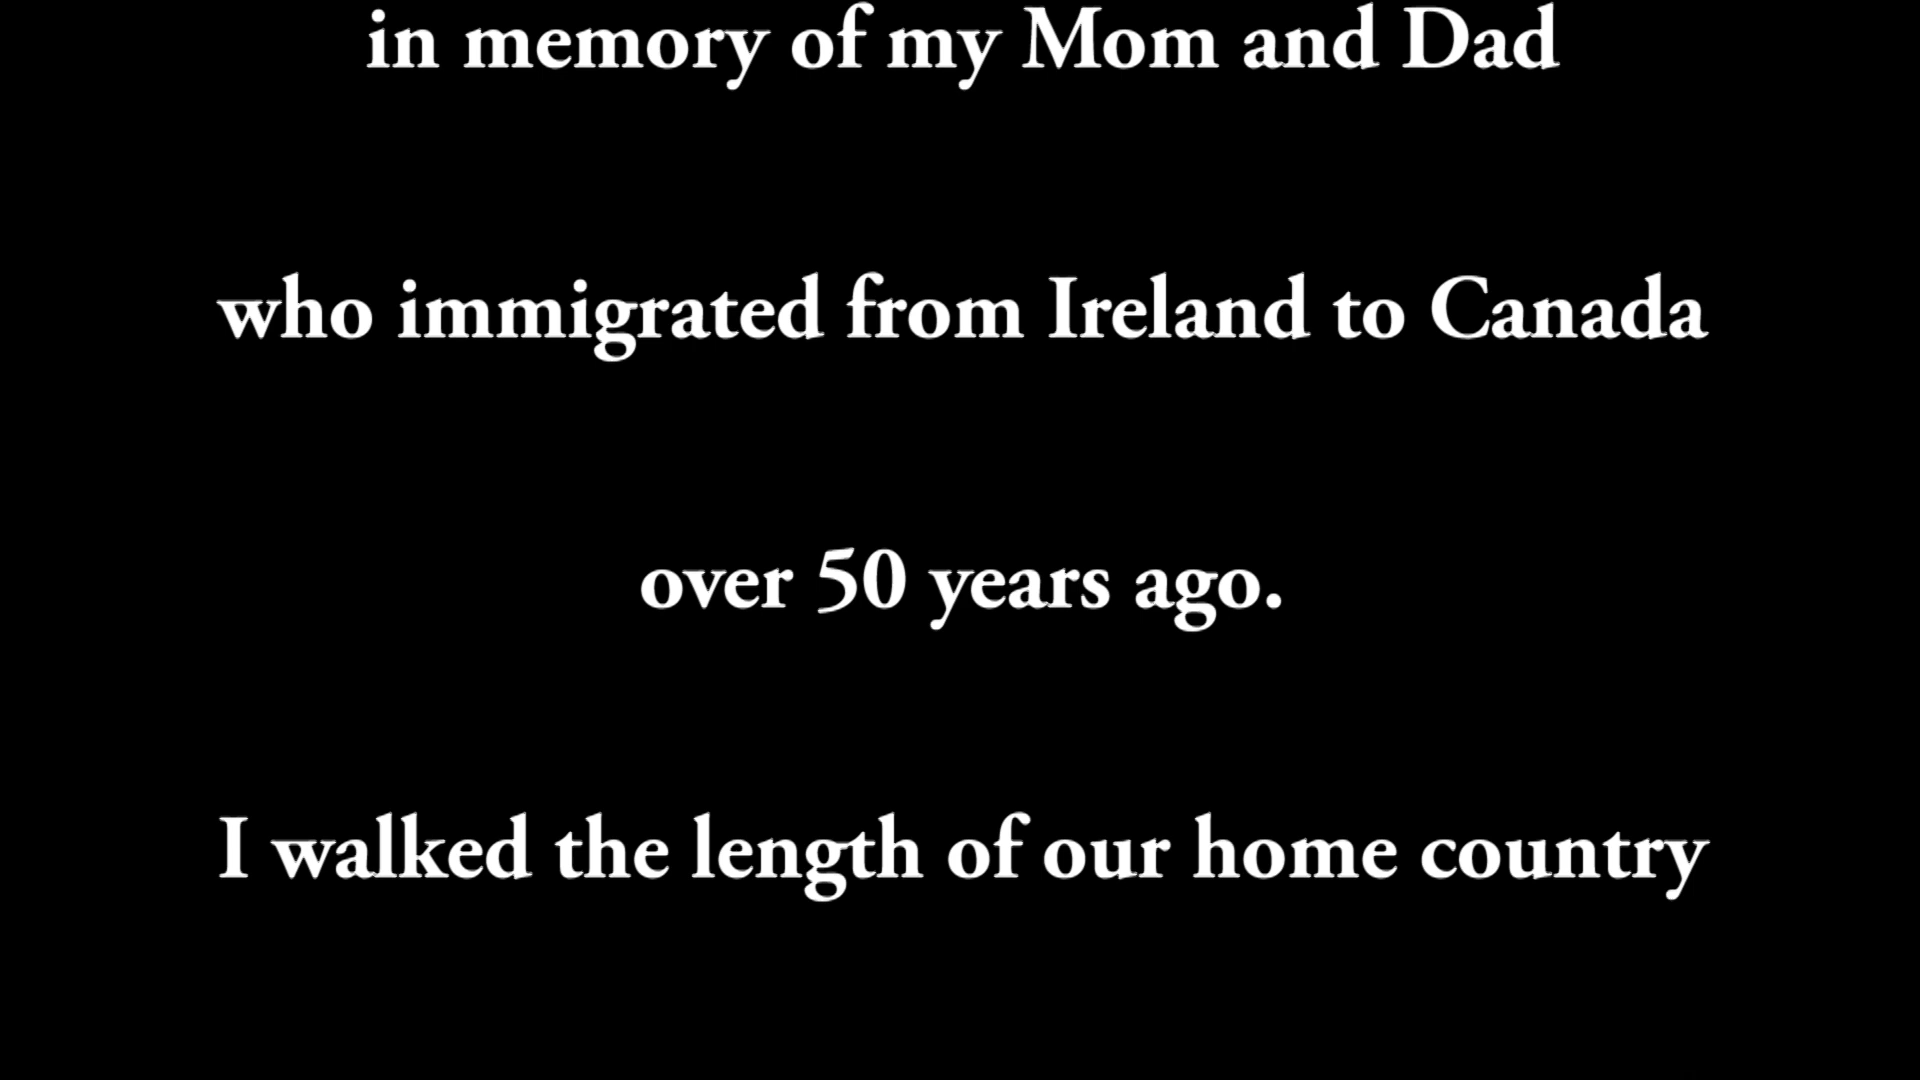 in memory of my Mom and Dad
who immigrated from Ireland to Canada
over 50 years ago.
I walked the length of our home country